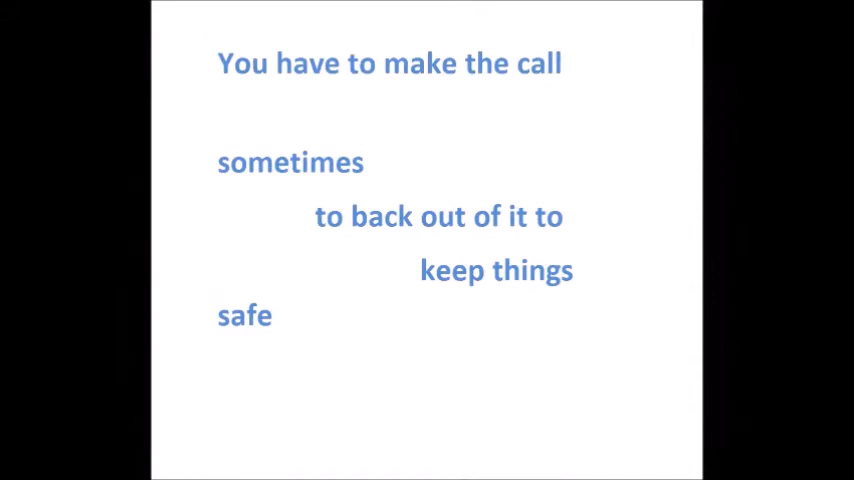 You have to make the call
sometimes
to back out of it to
keep things
safe